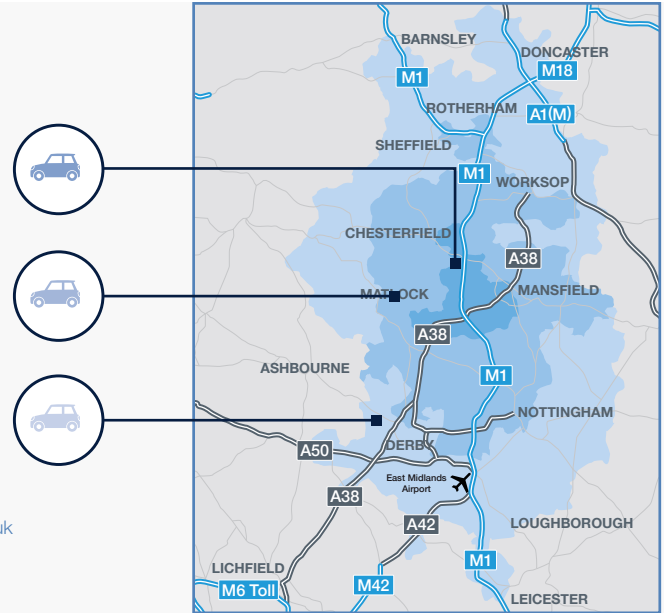 BARNSLEY
DONCASTER
M18
M1
ROTHERHAM
A1(M)
SHEFFIELD
M1
WORKSOP
CHESTERFIELD
A38
MATLOCK
MANSFIELD
A38
ASHBOURNE
M1
NOTTINGHAM
DERBY
A50
East Midlands
Airport
A38
A42
LOUGHBOROUGH
uk
M1
LICHFIELD
M6 Toll
M42
LEICESTER